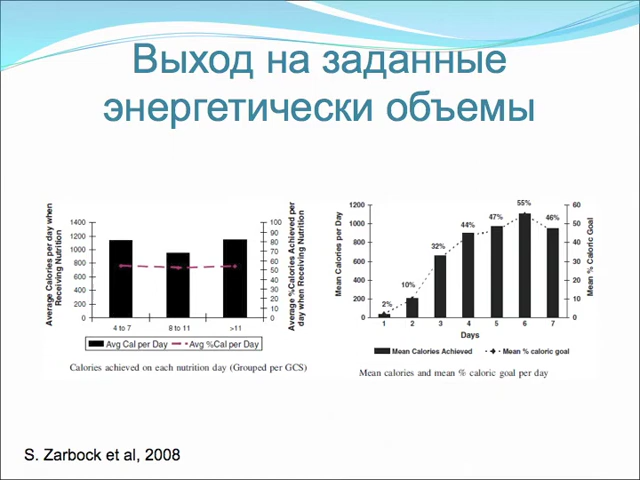 Выход на заданные
энергетически объемы
Average Calories per day when
Receiving Nutrition
1400
1200
1000
800
600
400
200
0
4 to 7
8 to 11
>11
100
90
80
70
60
50
40
30
20
10
0
Average %Calories Achieved per
day when Receiving Nutrition
Avg Cal per Day
Avg %Cal per Day
Calories achieved on each nutrition day (Grouped per GCS)
Mean Calories per Day
1200
1000
800
600
400
200
0
2%
10%
32%
44%
47%
55%
46%
1 2 3 4 5 6 7
Days
60
50
40
30
20
10
0
Mean % Caloric Goal
Mean Calories Achieved
Mean % caloric goal
Mean calories and mean % caloric goal per day
S. Zarbock et al, 2008